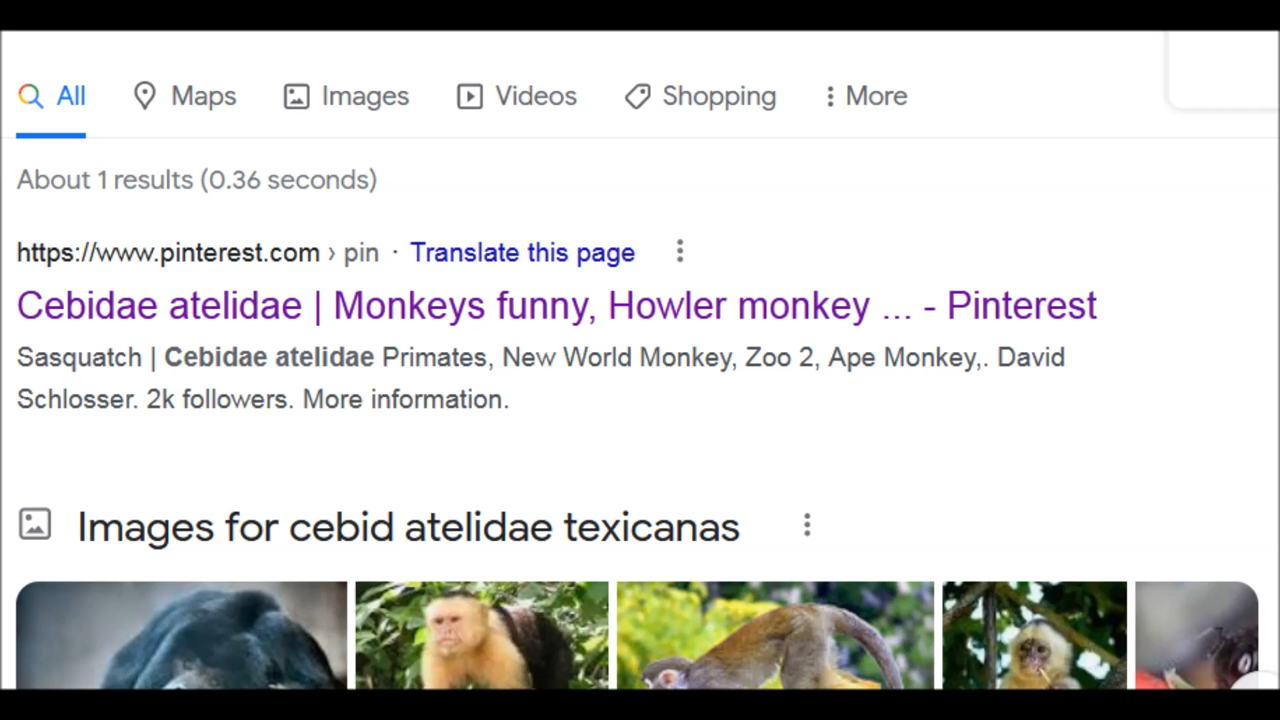 All Maps Images Videos Shopping More
About 1 results (0.36 seconds)
https://www.pinterest.com › pin · Translate this page
Cebidae atelidae | Monkeys funny, Howler monkey ... - Pinterest
Sasquatch | Cebidae atelidae Primates, New World Monkey, Zoo 2, Ape Monkey,. David
Schlosser. 2k followers. More information.
Images for cebid atelidae texicanas